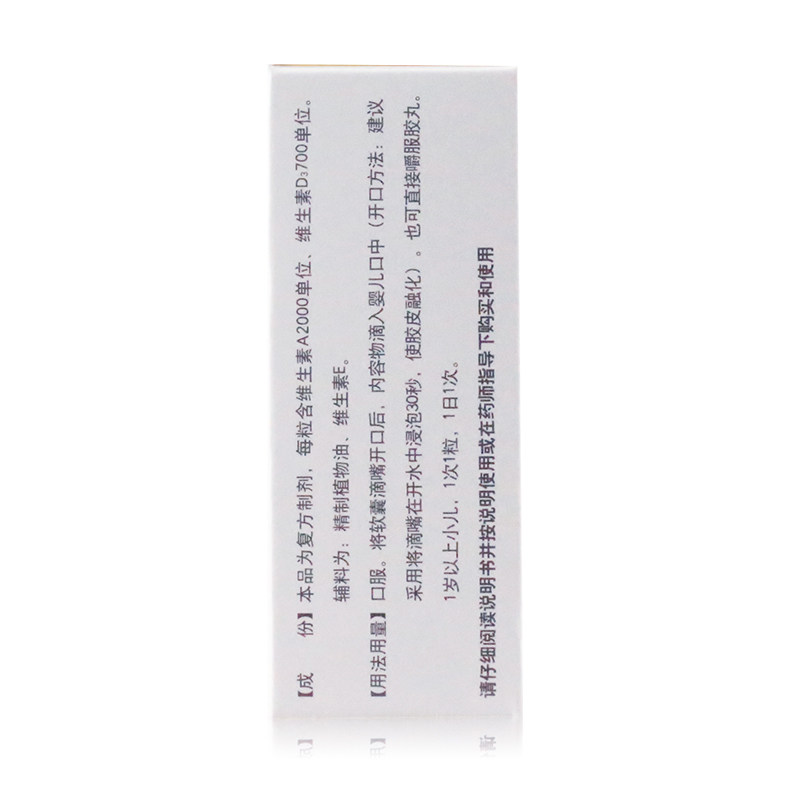 【成 份】本品为复方制剂，每粒含维生素A2000单位、维生素D₃700单位。
辅料为：精制植物油、维生素E。
【用法用量】口服。将软囊滴嘴开口后，内容物滴入婴儿口中（开口方法：建议
采用将滴嘴在开水中浸泡30秒，使胶皮融化）。也可直接嚼服胶丸。
1岁以上小儿，1次1粒，1日1次。
请仔细阅读说明书并按说明使用或在药师指导下购买和使用